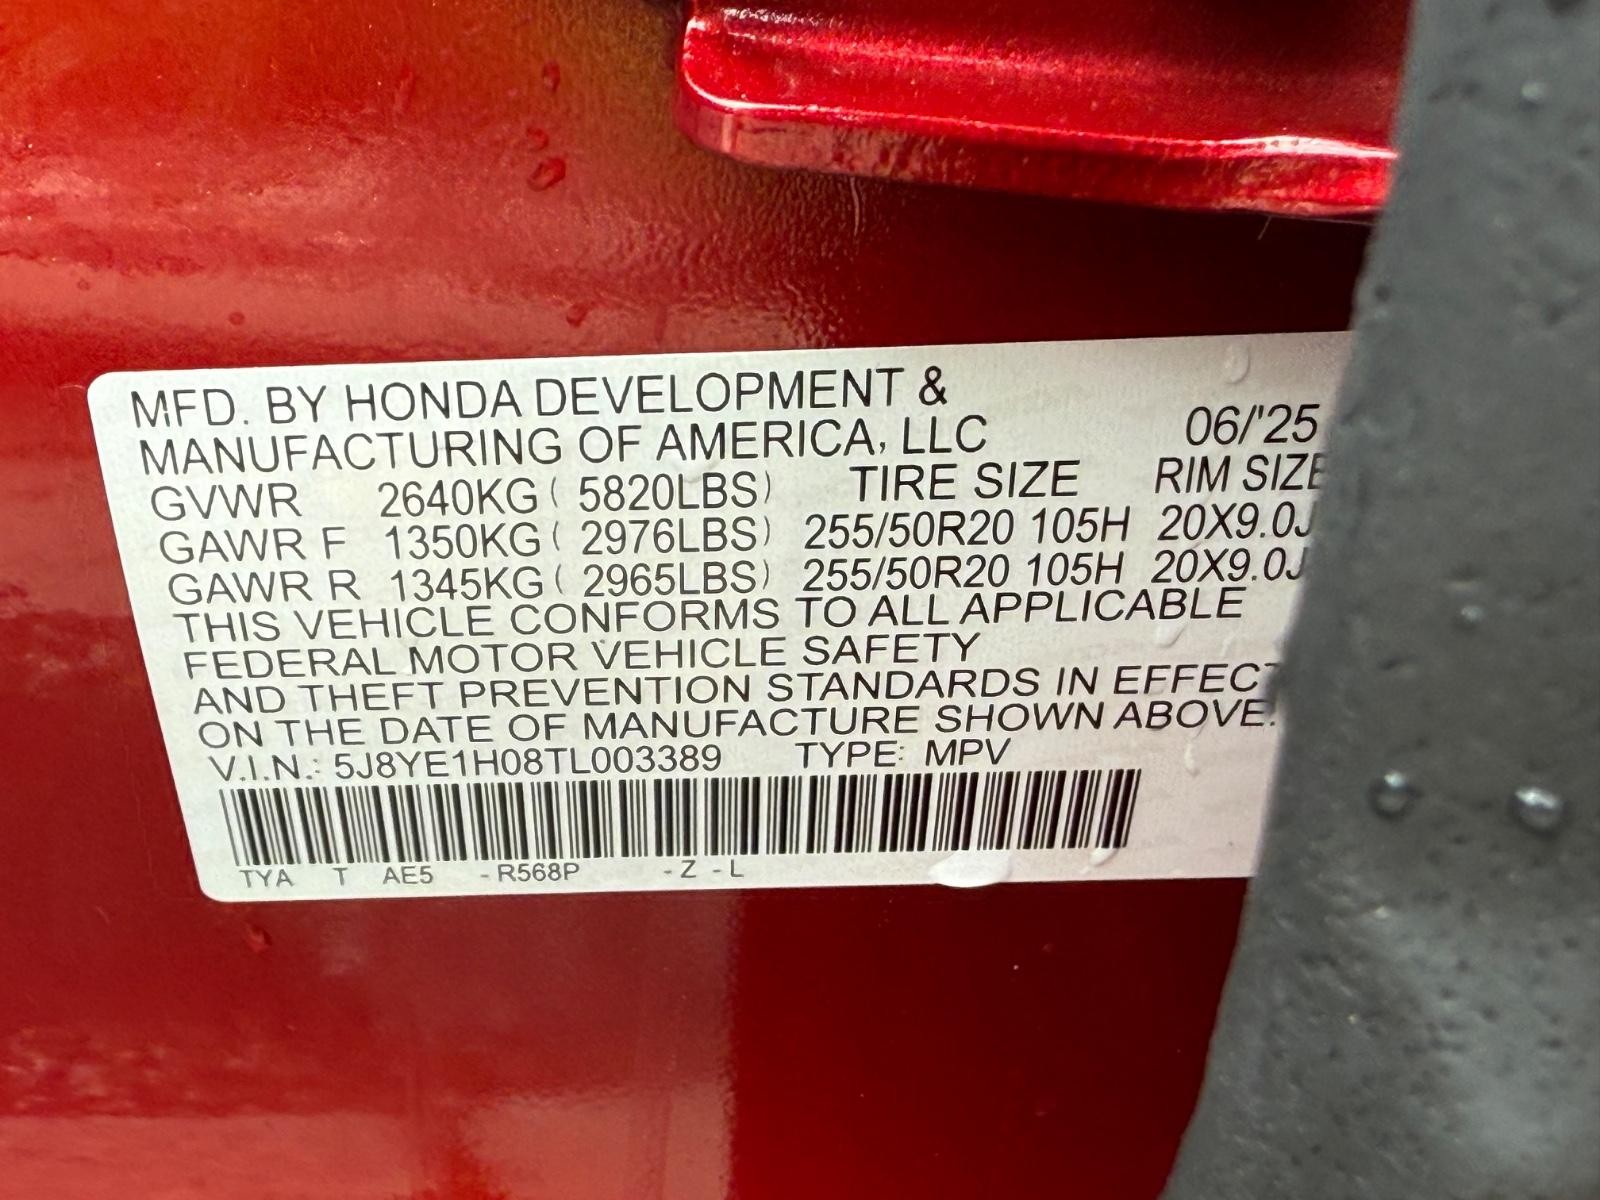 MFD. BY HONDA DEVELOPMENT &
MANUFACTURING OF AMERICA, LLC 06/'25
GVWR 2640KG ( 5820LBS) TIRE SIZE RIM SIZE
GAWR F 1350KG ( 2976LBS) 255/50R20 105H 20X9.0J
GAWR R 1345KG ( 2965LBS) 255/50R20 105H 20X9.0J
THIS VEHICLE CONFORMS TO ALL APPLICABLE
FEDERAL MOTOR VEHICLE SAFETY
AND THEFT PREVENTION STANDARDS IN EFFECT
ON THE DATE OF MANUFACTURE SHOWN ABOVE.
V.I.N.: 5J8YE1H08TL003389 TYPE: MPV
TYA T AE5 -R568P -Z -L